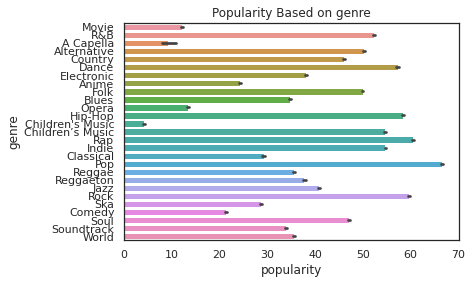 Popularity Based on genre
genre
Movie
R&B
A Capella
Alternative
Country
Dance
Electronic
Anime
Folk
Blues
Opera
Hip-Hop
Children's Music
Children’s Music
Rap
Indie
Classical
Pop
Reggae
Reggaeton
Jazz
Rock
Ska
Comedy
Soul
Soundtrack
World
0 10 20 30 40 50 60 70
popularity